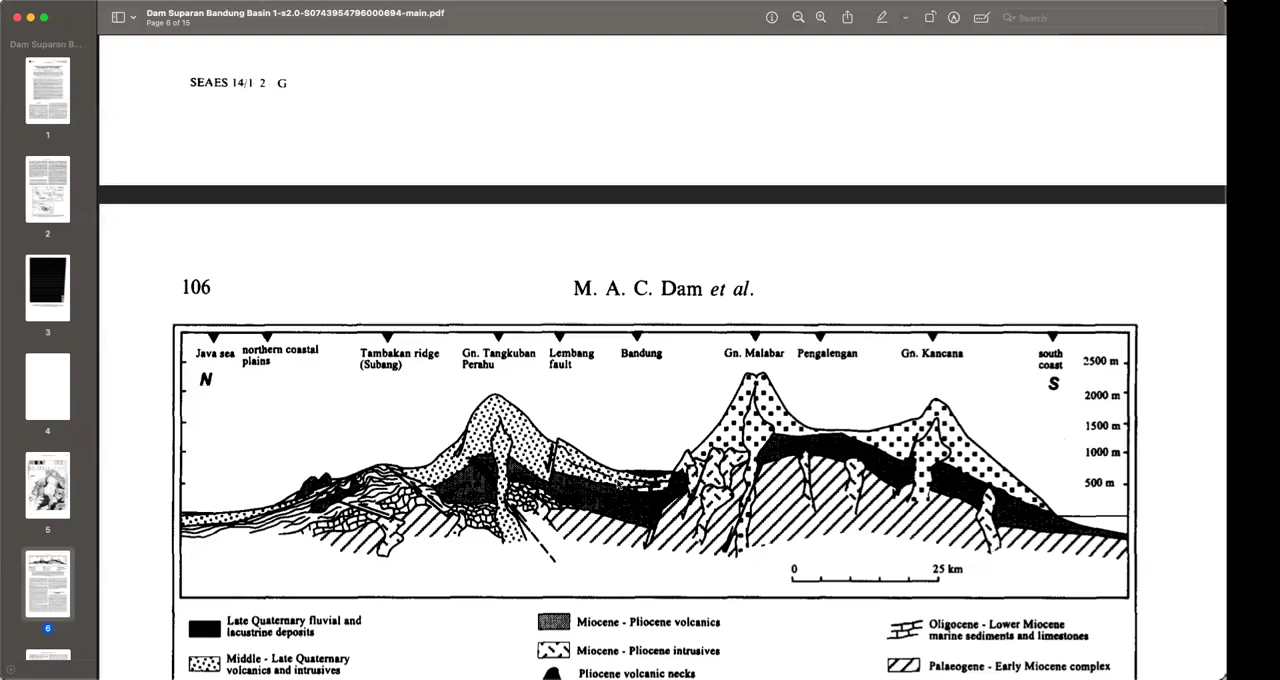 Dam Suparan Bandung Basin 1-s2.0-S0743954796000694-main.pdf
Page 6 of 15
Search
Dam Suparan Bandung B...
1
2
3
4
5
6
SEAES 14/1 2 G
106
M. A. C. Dam et al.
Java sea
northern coastal
plains
Tambakan ridge
(Subang)
Gn. Tangkuban
Perahu
Lembang
fault
Bandung
Gn. Malabar
Pengalengan
Gn. Kancana
south
coast
N
S
2500 m
2000 m
1500 m
1000 m
500 m
0
25 km
Late Quaternary fluvial and
lacustrine deposits
Middle - Late Quaternary
volcanics and intrusives
Miocene - Pliocene volcanics
Miocene - Pliocene intrusives
Pliocene volcanic necks
Oligocene - Lower Miocene
marine sediments and limestones
Palaeogene - Early Miocene complex